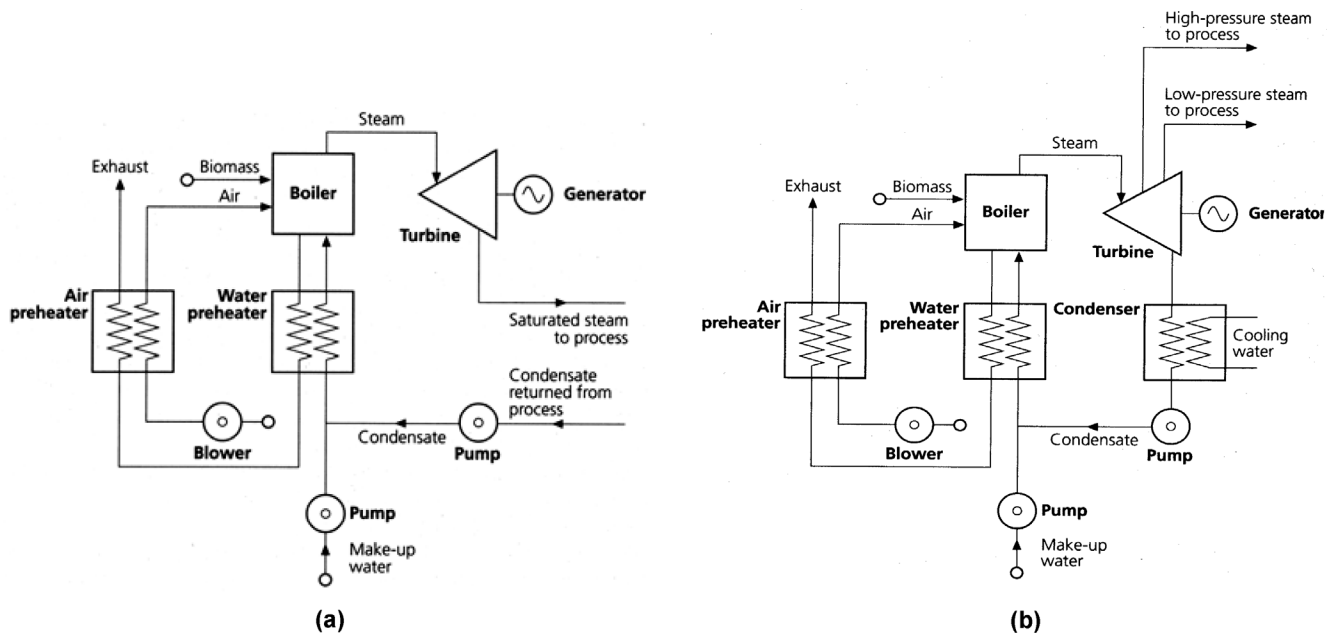 Steam
Exhaust
Biomass
Boiler
Air
Generator
Turbine
Air
preheater
Water
preheater
Saturated steam
to process
Condensate
returned from
process
Condensate
Blower
Pump
Pump
Make-up
water
(a)
High-pressure steam
to process
Low-pressure steam
to process
Steam
Exhaust
Biomass
Boiler
Air
Generator
Turbine
Air
preheater
Water
preheater
Condenser
Cooling
water
Condensate
Blower
Pump
Pump
Make-up
water
(b)